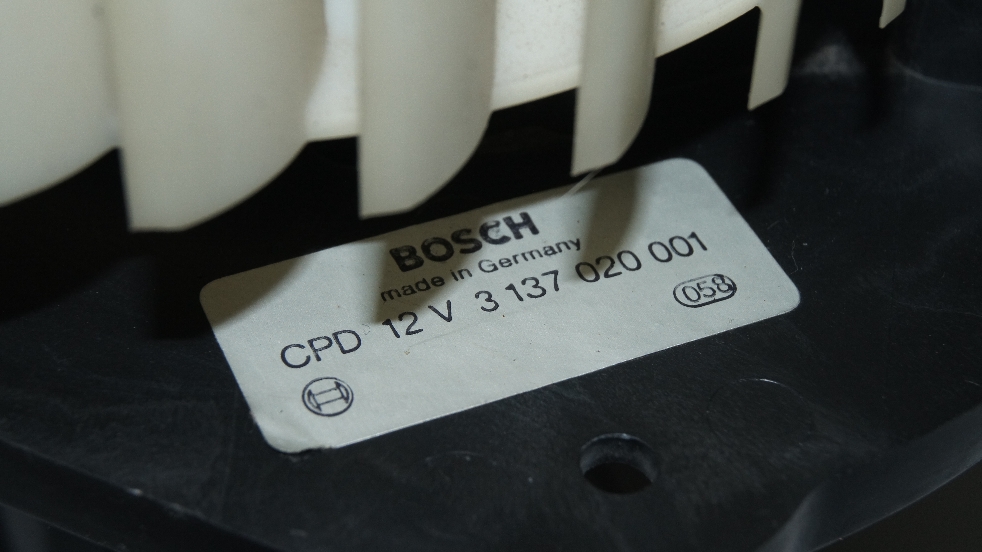 BOSCH
made in Germany
CPD 12 V 3 137 020 001
058